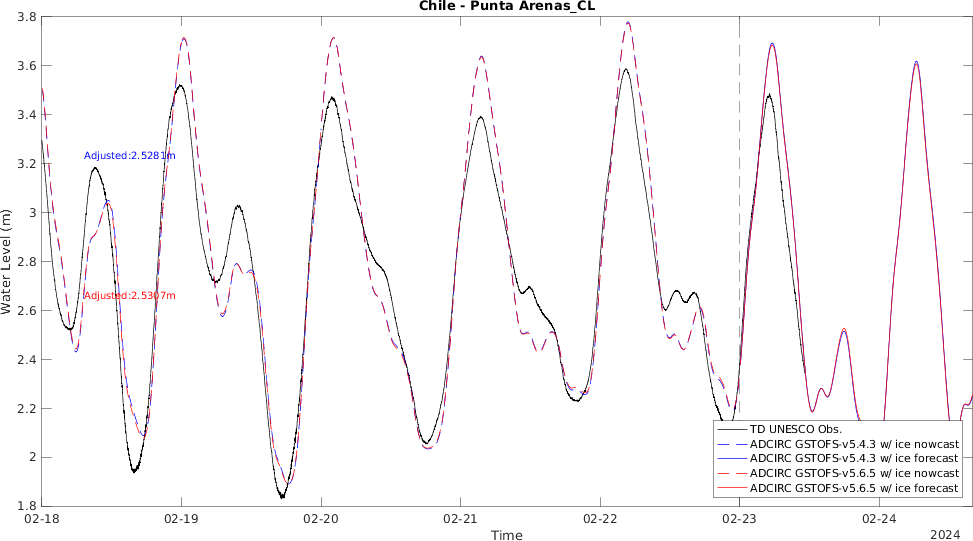 Chile - Punta Arenas_CL
3.8
3.6
3.4
3.2
3
2.8
2.6
2.4
2.2
2
1.8
Water Level (m)
Adjusted:2.5281m
Adjusted:2.5307m
TD UNESCO Obs.
ADCIRC GSTOFS-v5.4.3 w/ ice nowcast
ADCIRC GSTOFS-v5.4.3 w/ ice forecast
ADCIRC GSTOFS-v5.6.5 w/ ice nowcast
ADCIRC GSTOFS-v5.6.5 w/ ice forecast
02-18 02-19 02-20 02-21 02-22 02-23 02-24
Time
2024